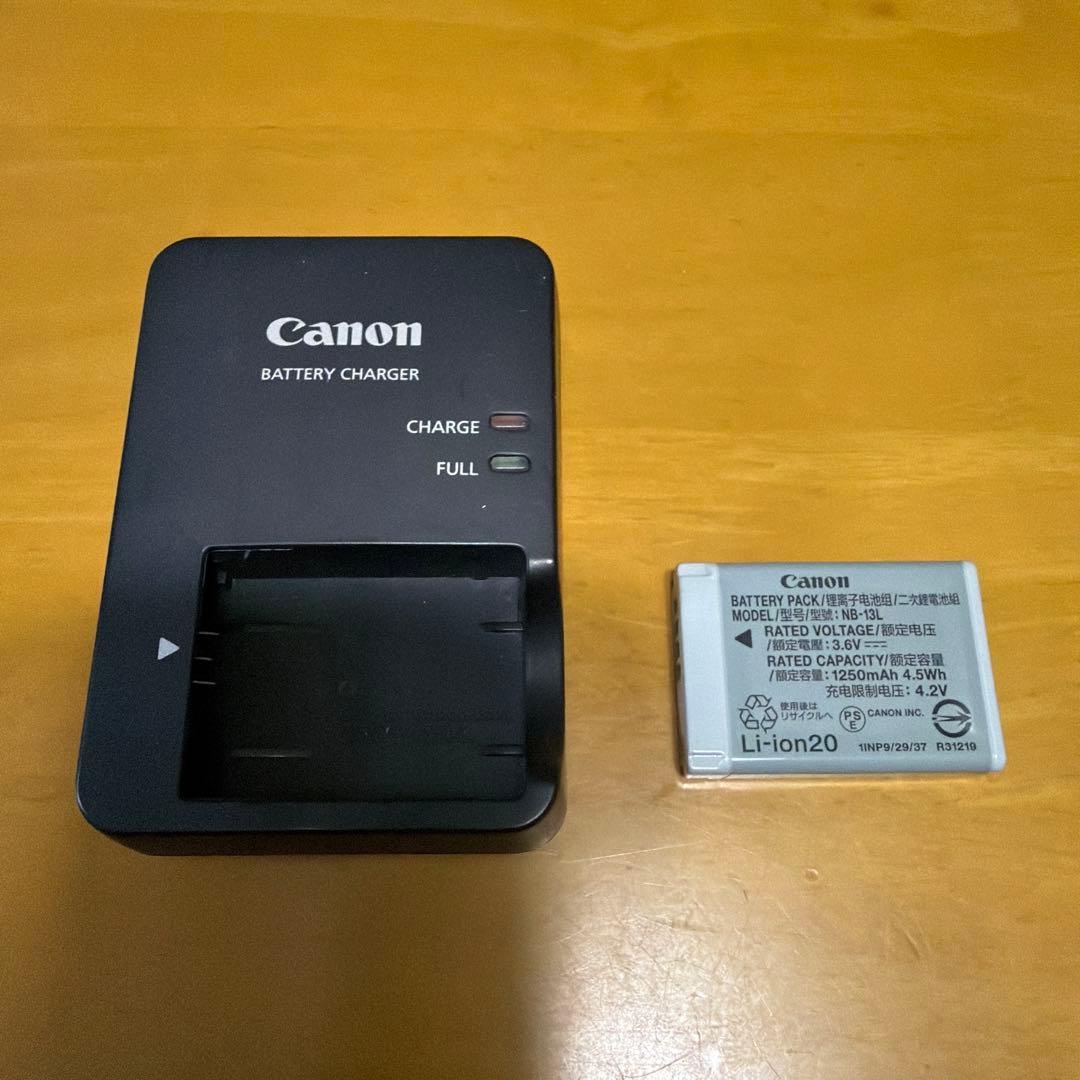 Canon
BATTERY CHARGER
CHARGE
FULL
Canon
BATTERY PACK/锂离子电池组/二次鋰電池組
MODEL/型号/型號: NB-13L
RATED VOLTAGE/额定电压
/額定電壓: 3.6V
RATED CAPACITY/额定容量
/額定容量: 1250mAh 4.5Wh
充电限制电压: 4.2V
使用後は
リサイクルへ
PS
E
CANON INC.
Li-ion20
1INP9/29/37 R31219